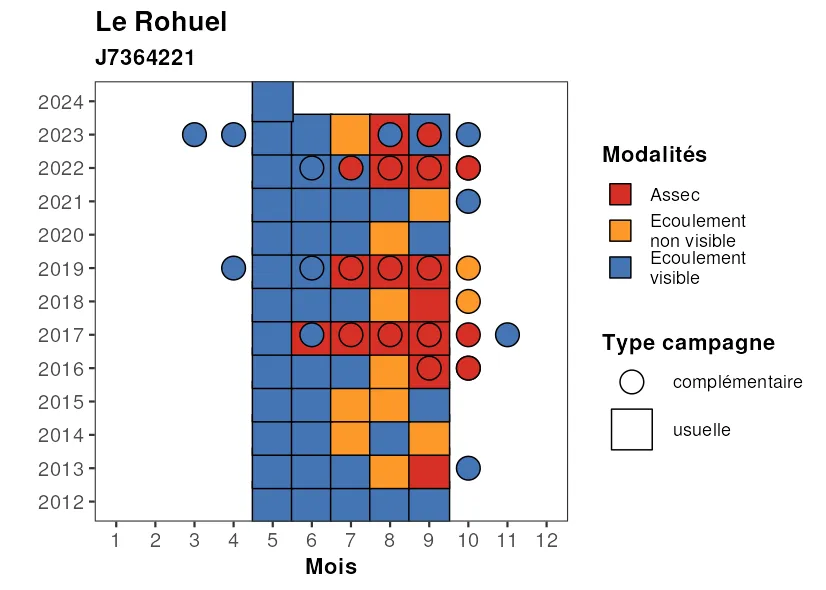 Le Rohuel
J7364221
2024
2023
2022
2021
2020
2019
2018
2017
2016
2015
2014
2013
2012
1 2 3 4 5 6 7 8 9 10 11 12
Mois
Modalités
Assec
Ecoulement
non visible
Ecoulement
visible
Type campagne
complémentaire
usuelle